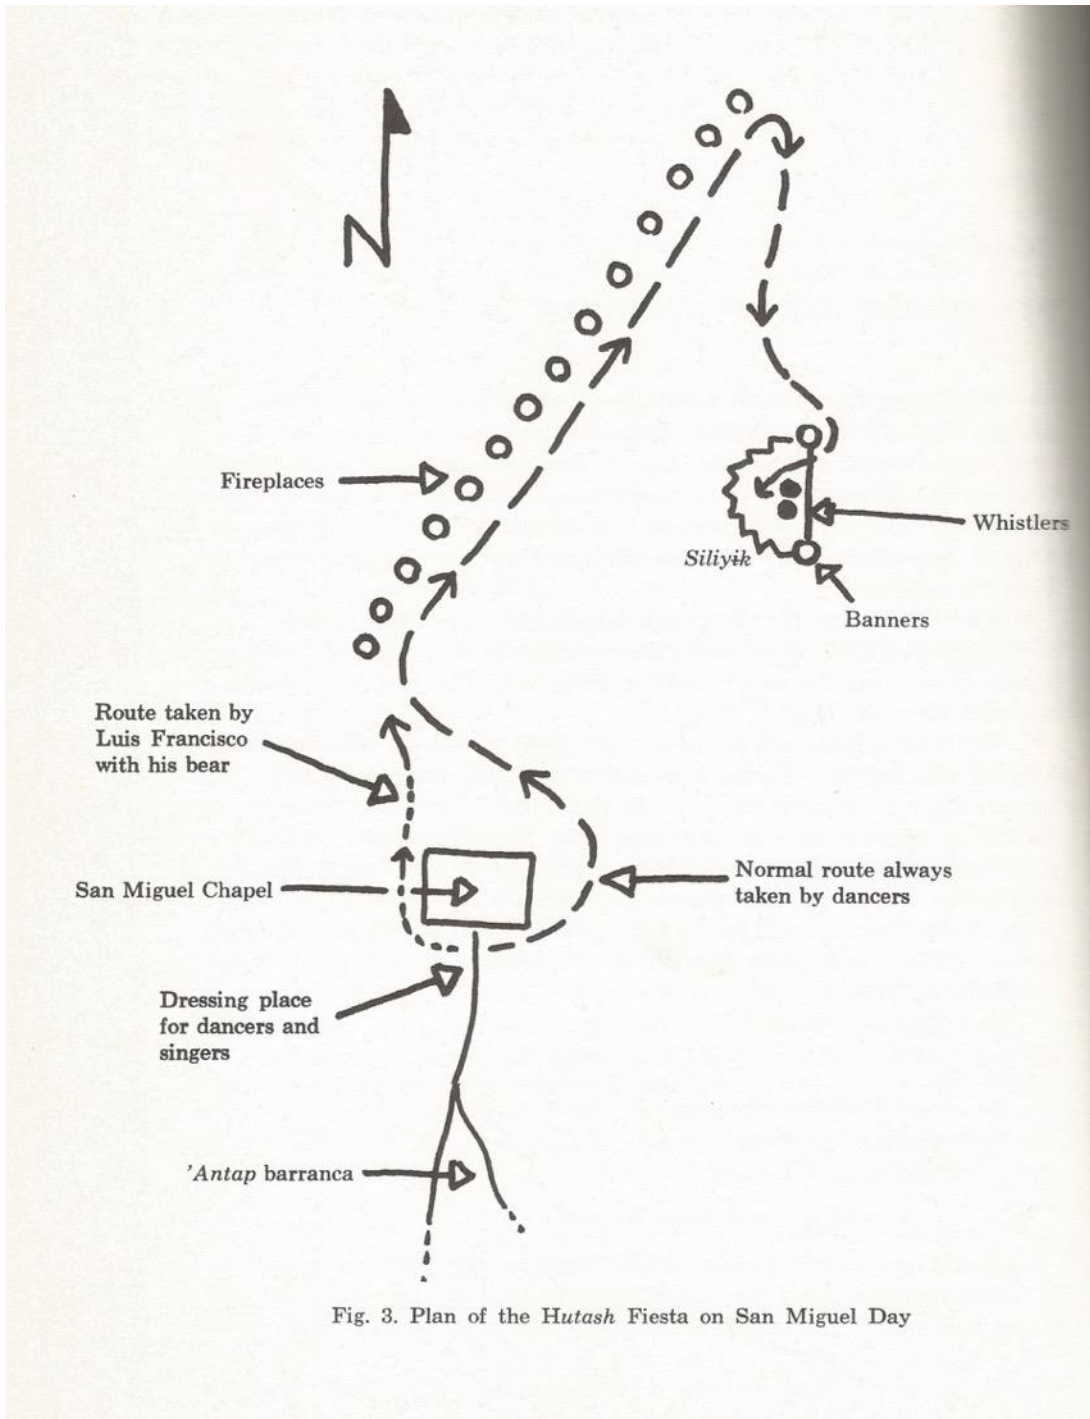 N
Fireplaces
Whistlers
Siliyɨk
Banners
Route taken by
Luis Francisco
with his bear
San Miguel Chapel
Normal route always
taken by dancers
Dressing place
for dancers and
singers
'Antap barranca
Fig. 3. Plan of the Hutash Fiesta on San Miguel Day